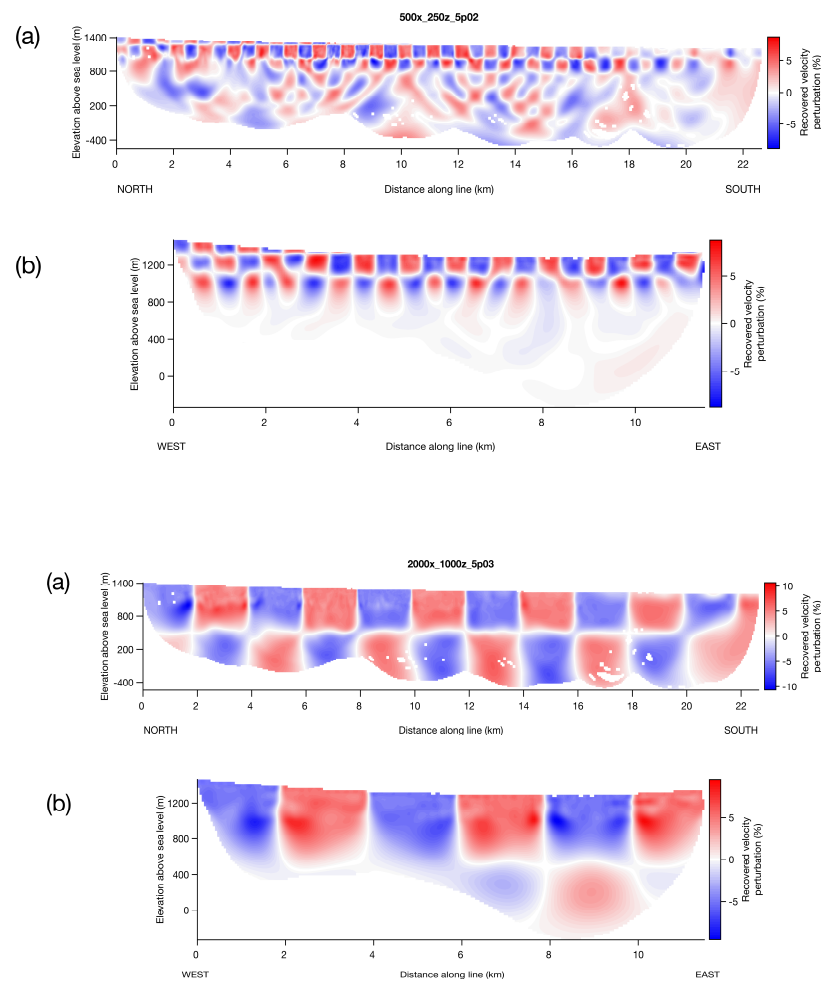 500x_250z_5p02
(a)
Elevation above sea level (m)
1400
800
200
-400
0 2 4 6 8 10 12 14 16 18 20 22
NORTH Distance along line (km) SOUTH
5
0
-5
Recovered velocity
perturbation (%)
(b)
Elevation above sea level (m)
1200
800
400
0
0 2 4 6 8 10
WEST Distance along line (km) EAST
5
0
-5
Recovered velocity
perturbation (%)
2000x_1000z_5p03
(a)
Elevation above sea level (m)
1400
800
200
-400
0 2 4 6 8 10 12 14 16 18 20 22
NORTH Distance along line (km) SOUTH
10
5
0
-5
-10
Recovered velocity
perturbation (%)
(b)
Elevation above sea level (m)
1200
800
400
0
0 2 4 6 8 10
WEST Distance along line (km) EAST
5
0
-5
Recovered velocity
perturbation (%)